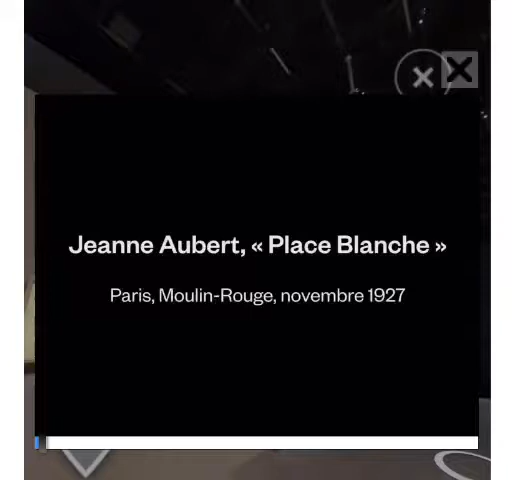 Jeanne Aubert, « Place Blanche »
Paris, Moulin-Rouge, novembre 1927